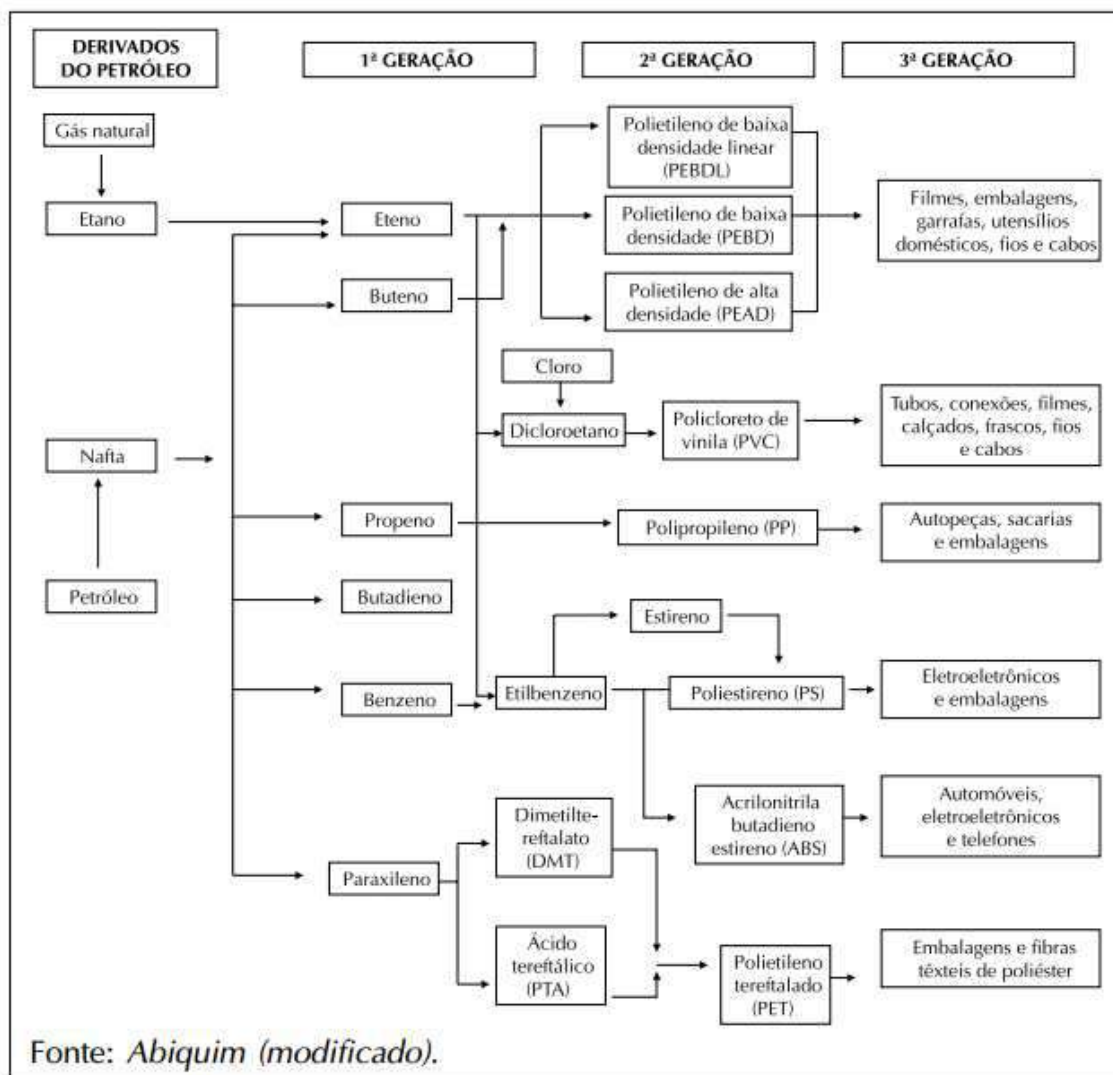 DERIVADOS
DO PETRÓLEO
1ª GERAÇÃO
2ª GERAÇÃO
3ª GERAÇÃO
Gás natural
Etano
Nafta
Petróleo
Eteno
Buteno
Propeno
Butadieno
Benzeno
Paraxileno
Polietileno de baixa
densidade linear
(PEBDL)
Polietileno de baixa
densidade (PEBD)
Polietileno de alta
densidade (PEAD)
Filmes, embalagens,
garrafas, utensílios
domésticos, fios e cabos
Cloro
Dicloroetano
Policloreto de
vinila (PVC)
Tubos, conexões, filmes,
calçados, frascos, fios
e cabos
Polipropileno (PP)
Autopeças, sacarias
e embalagens
Estireno
Etilbenzeno
Poliestireno (PS)
Eletroeletrônicos
e embalagens
Acrilonitrila
butadieno
estireno (ABS)
Automóveis,
eletroeletrônicos
e telefones
Dimetilte-
reftalato
(DMT)
Ácido
tereftálico
(PTA)
Polietileno
tereftalado
(PET)
Embalagens e fibras
têxteis de poliéster
Fonte: Abiquim (modificado).